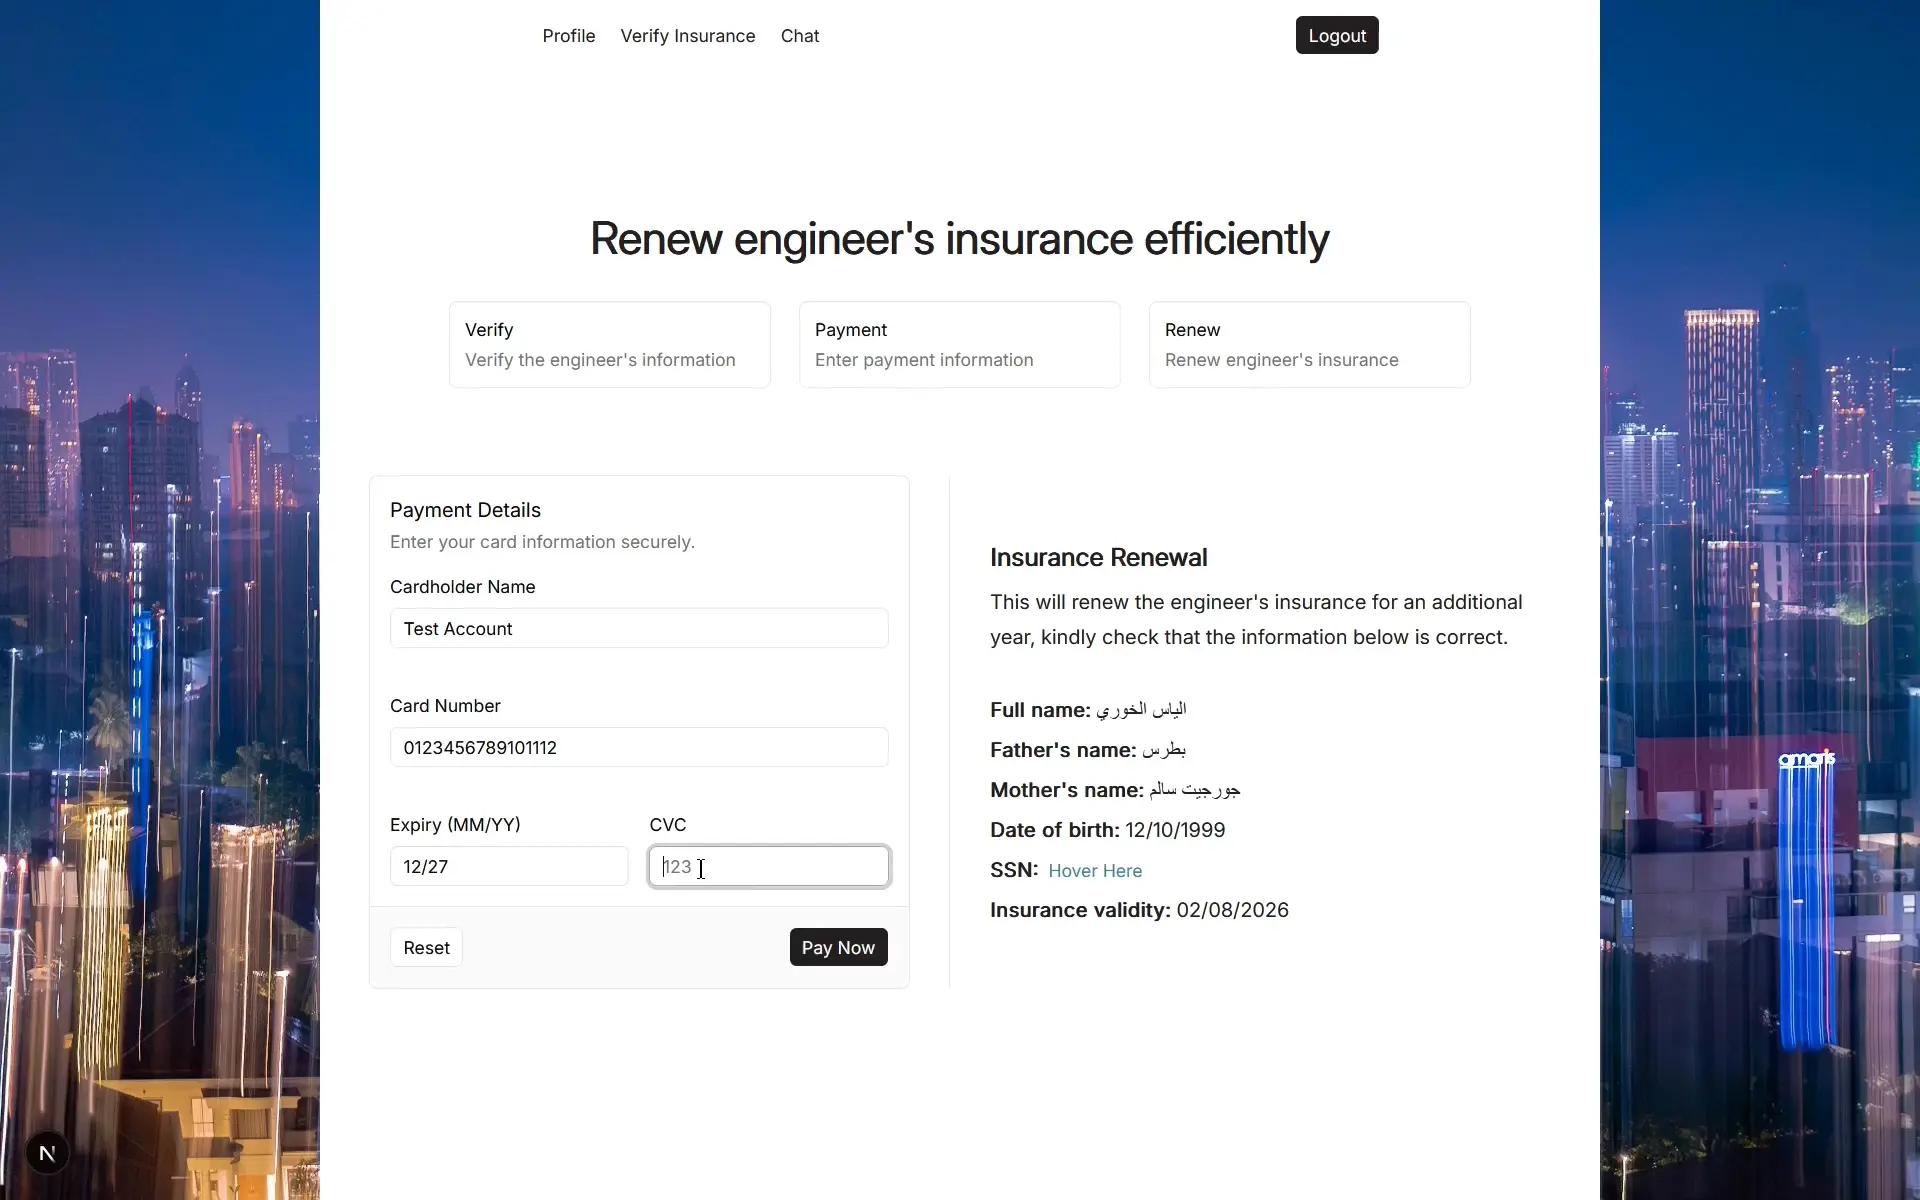 Profile Verify Insurance Chat Logout
Renew engineer's insurance efficiently
Verify
Verify the engineer's information
Payment
Enter payment information
Renew
Renew engineer's insurance
Payment Details
Enter your card information securely.
Cardholder Name
Test Account
Card Number
0123456789101112
Expiry (MM/YY)
12/27
CVC
123
Reset
Pay Now
Insurance Renewal
This will renew the engineer's insurance for an additional
year, kindly check that the information below is correct.
Full name: الياس الخوري
Father's name: بطرس
Mother's name: جورجيت سالم
Date of birth: 12/10/1999
SSN: Hover Here
Insurance validity: 02/08/2026
amaris
N